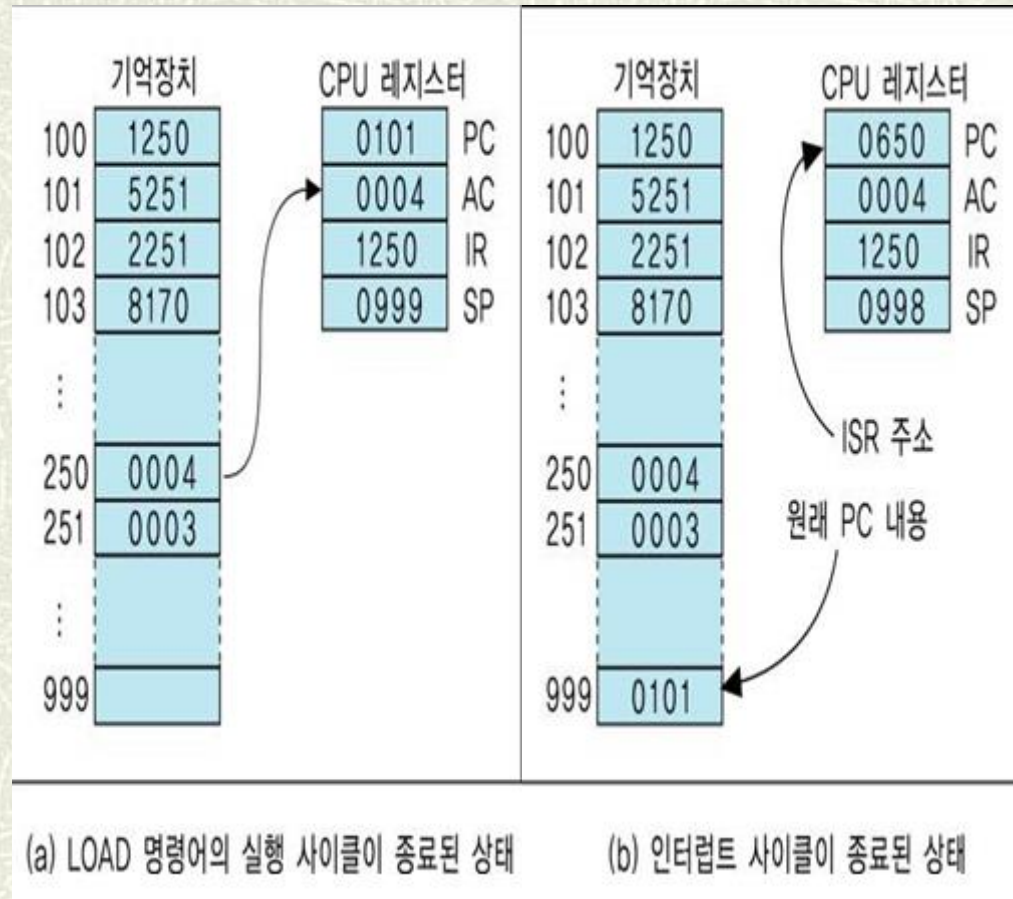 기억장치 CPU 레지스터
100 1250 0101 PC
101 5251 0004 AC
102 2251 1250 IR
103 8170 0999 SP
⋮
250 0004
251 0003
⋮
999
(a) LOAD 명령어의 실행 사이클이 종료된 상태
기억장치 CPU 레지스터
100 1250 0650 PC
101 5251 0004 AC
102 2251 1250 IR
103 8170 0998 SP
⋮
ISR 주소
250 0004
251 0003
원래 PC 내용
⋮
999 0101
(b) 인터럽트 사이클이 종료된 상태